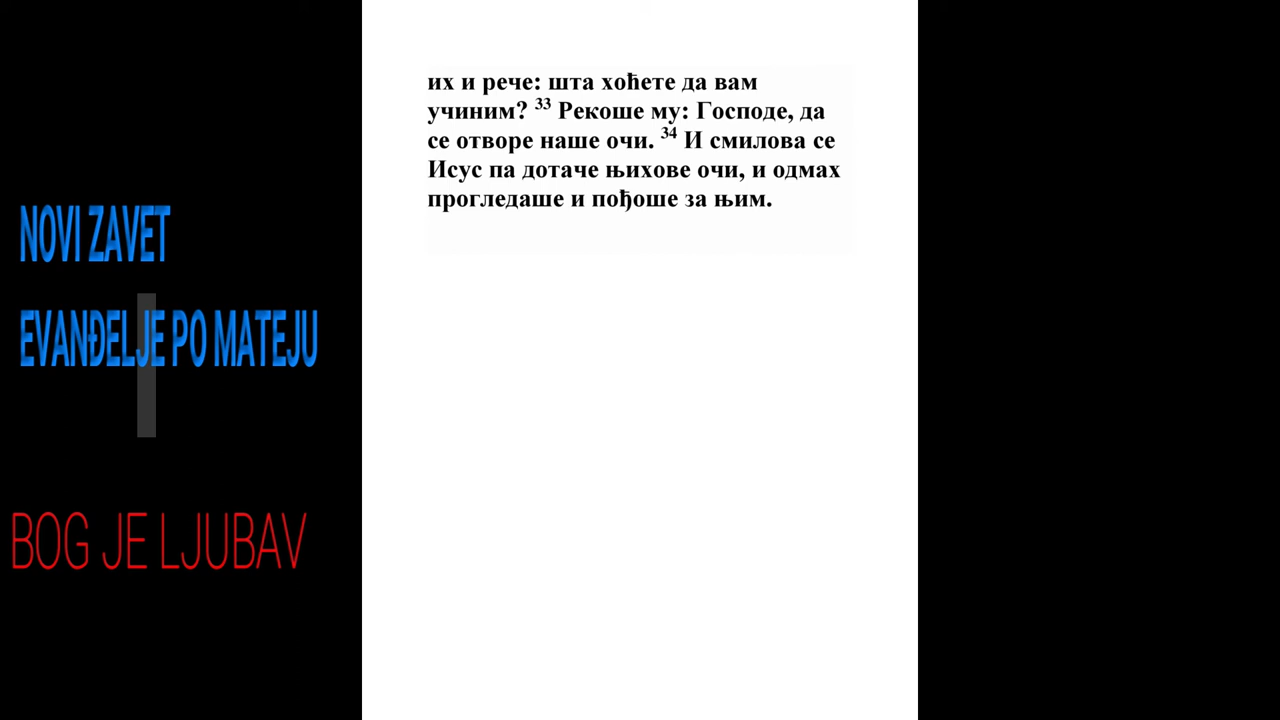 их и рече: шта хоћете да вам
учиним? 33 Рекоше му: Господе, да
се отворе наше очи. 34 И смилова се
Исус па дотаче њихове очи, и одмах
прогледаше и пођоше за њим.
NOVI ZAVET
EVANĐELJE PO MATEJU
BOG JE LJUBAV